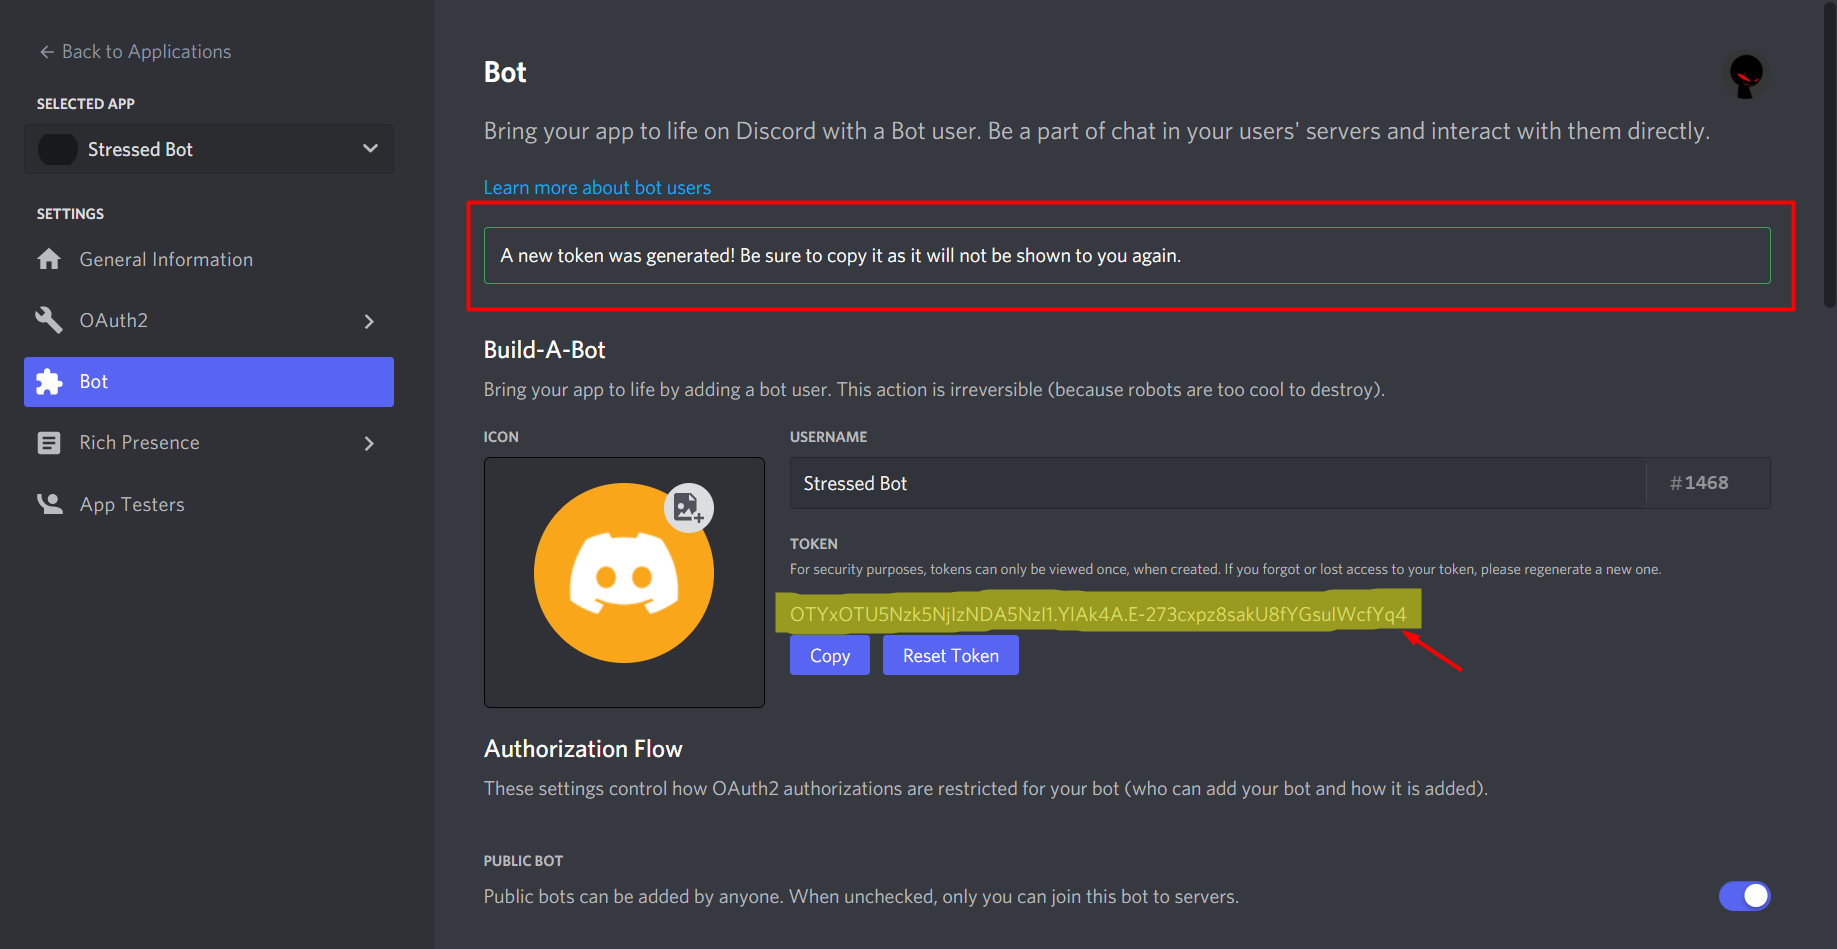 ← Back to Applications
SELECTED APP
Stressed Bot
SETTINGS
General Information
OAuth2
Bot
Rich Presence
App Testers
Bot
Bring your app to life on Discord with a Bot user. Be a part of chat in your users' servers and interact with them directly.
Learn more about bot users
A new token was generated! Be sure to copy it as it will not be shown to you again.
Build-A-Bot
Bring your app to life by adding a bot user. This action is irreversible (because robots are too cool to destroy).
ICON
USERNAME
Stressed Bot #1468
TOKEN
For security purposes, tokens can only be viewed once, when created. If you forgot or lost access to your token, please regenerate a new one.
Copy Reset Token
Authorization Flow
These settings control how OAuth2 authorizations are restricted for your bot (who can add your bot and how it is added).
PUBLIC BOT
Public bots can be added by anyone. When unchecked, only you can join this bot to servers.